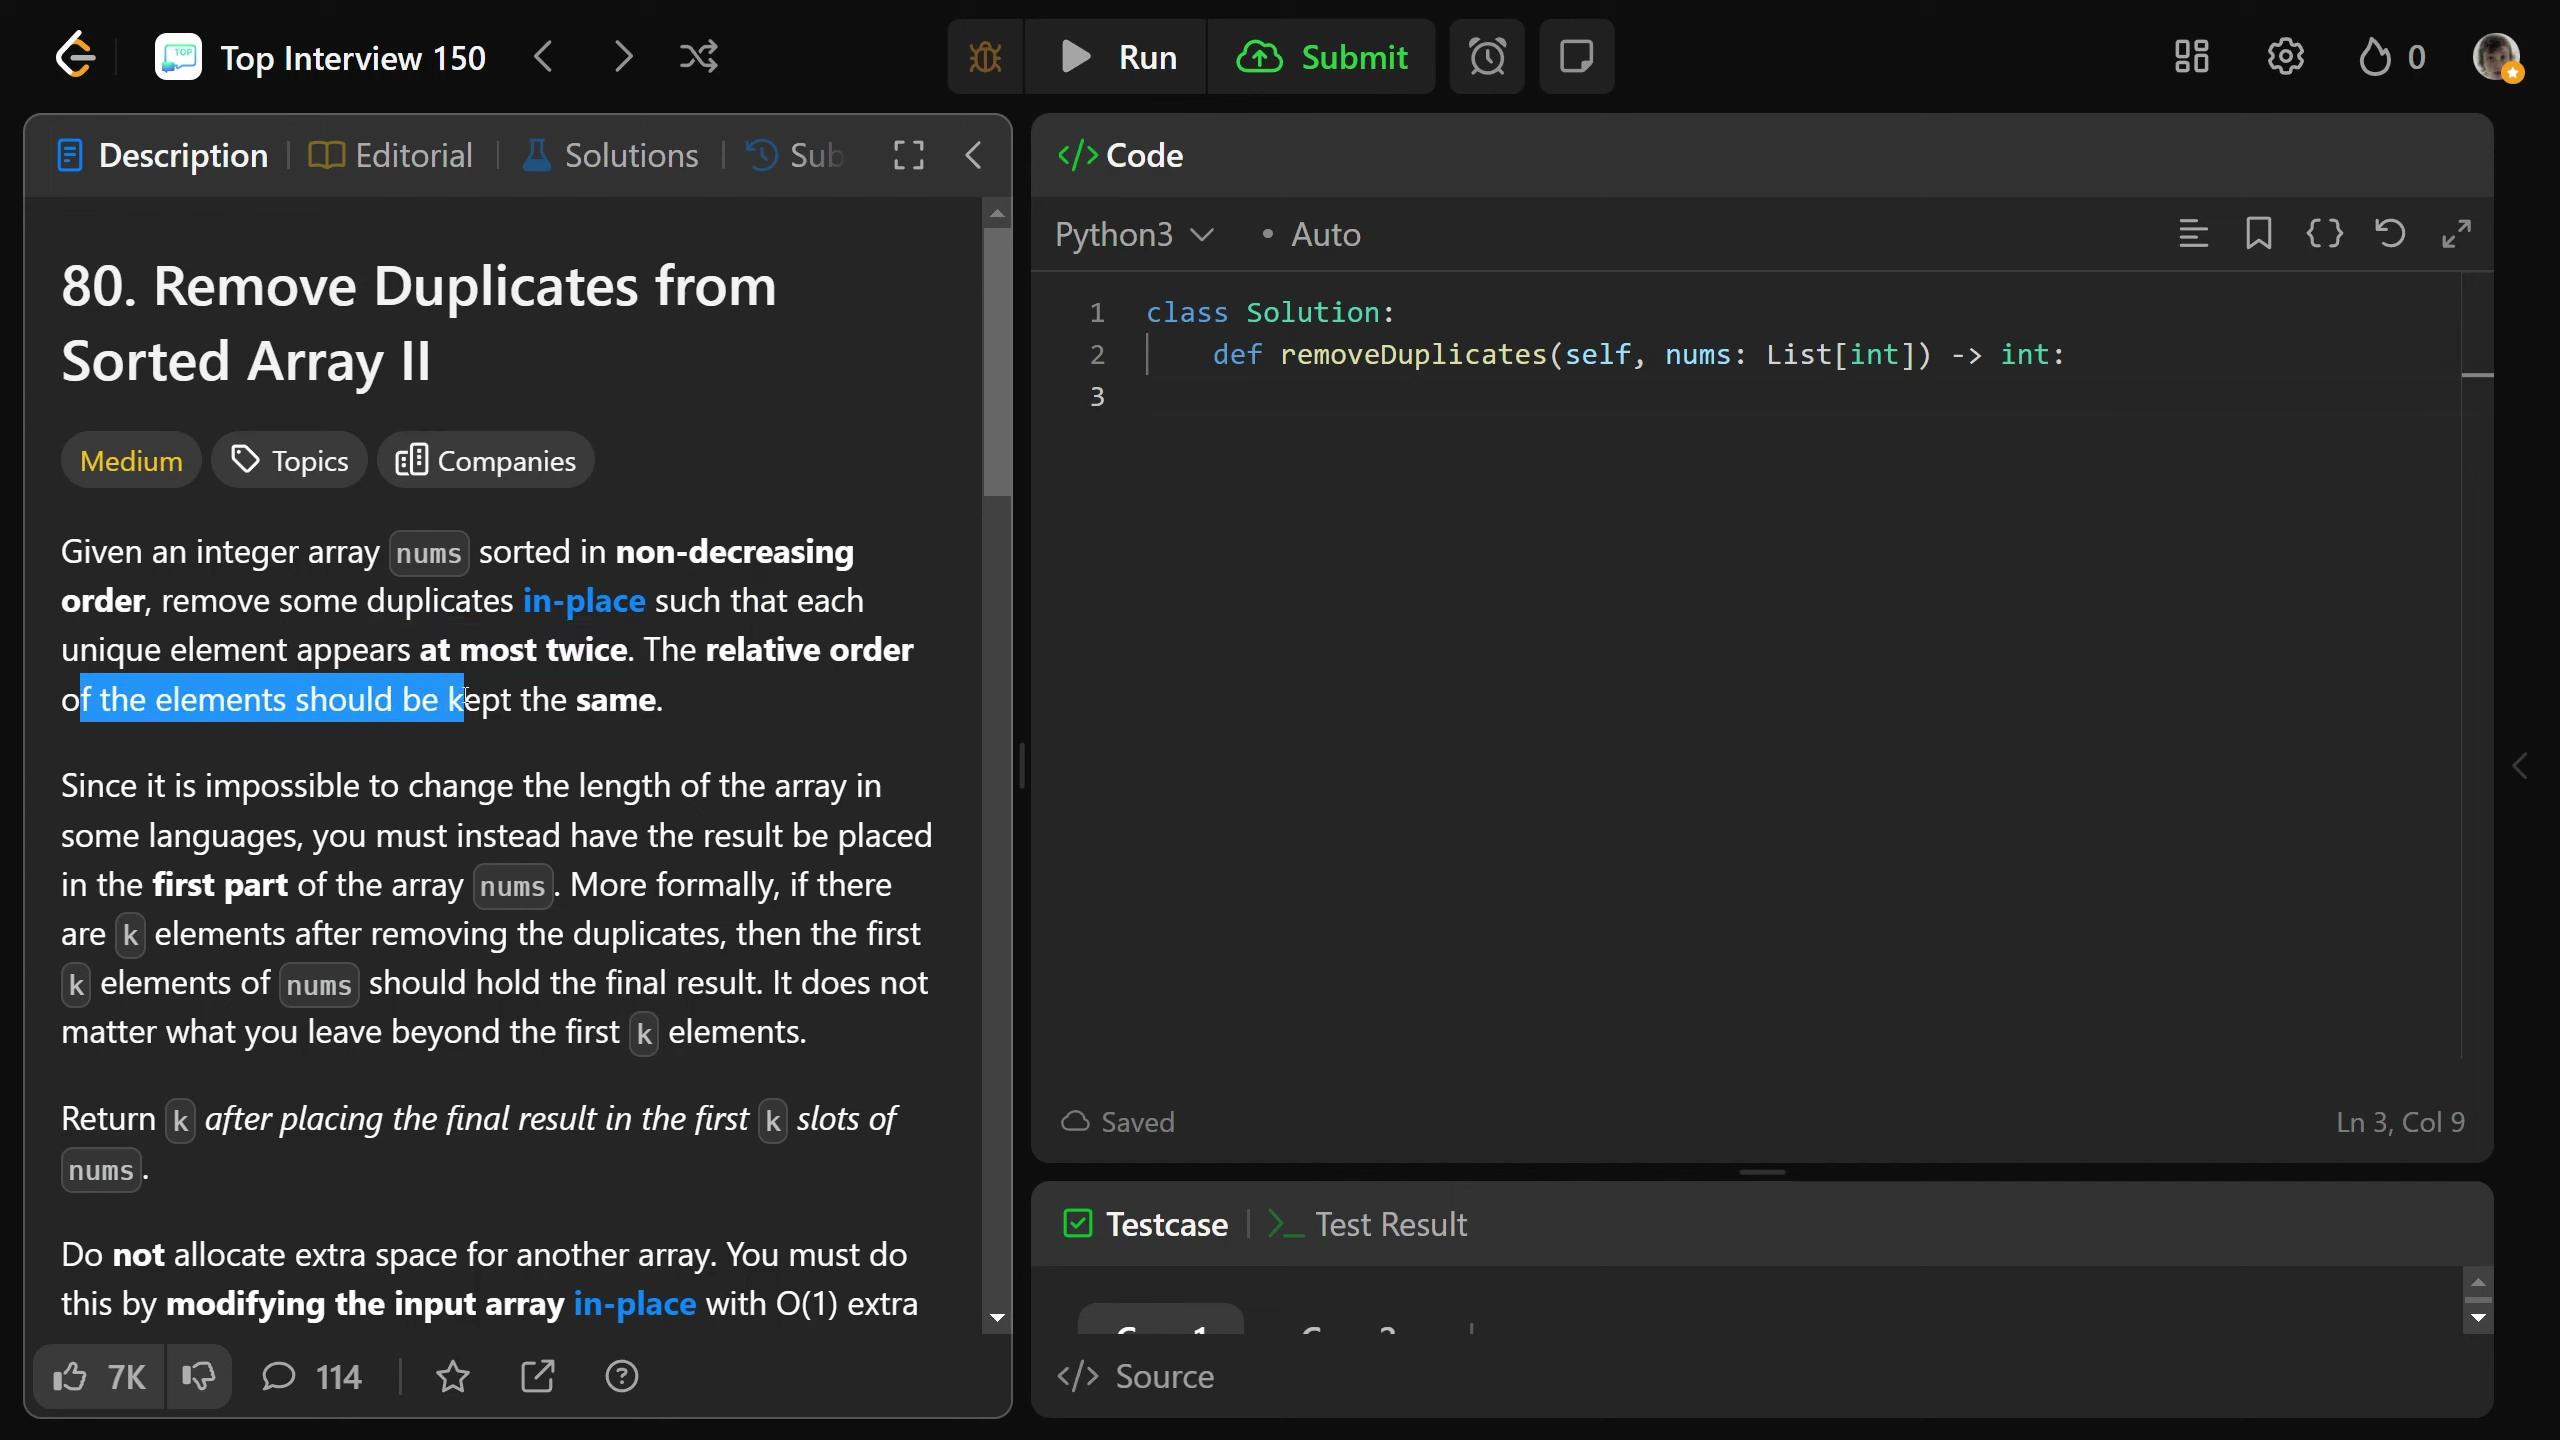 Top Interview 150
Run
Submit
0
Description
Editorial
Solutions
Sub
80. Remove Duplicates from
Sorted Array II
Medium
Topics
Companies
Given an integer array nums sorted in non-decreasing
order, remove some duplicates in-place such that each
unique element appears at most twice. The relative order
of the elements should be kept the same.
Since it is impossible to change the length of the array in
some languages, you must instead have the result be placed
in the first part of the array nums. More formally, if there
are k elements after removing the duplicates, then the first
k elements of nums should hold the final result. It does not
matter what you leave beyond the first k elements.
Return k after placing the final result in the first k slots of
nums.
Do not allocate extra space for another array. You must do
this by modifying the input array in-place with O(1) extra
7K
114
</> Code
Python3
• Auto
1 class Solution:
2 def removeDuplicates(self, nums: List[int]) -> int:
3
Saved
Ln 3, Col 9
Testcase
>_ Test Result
</> Source